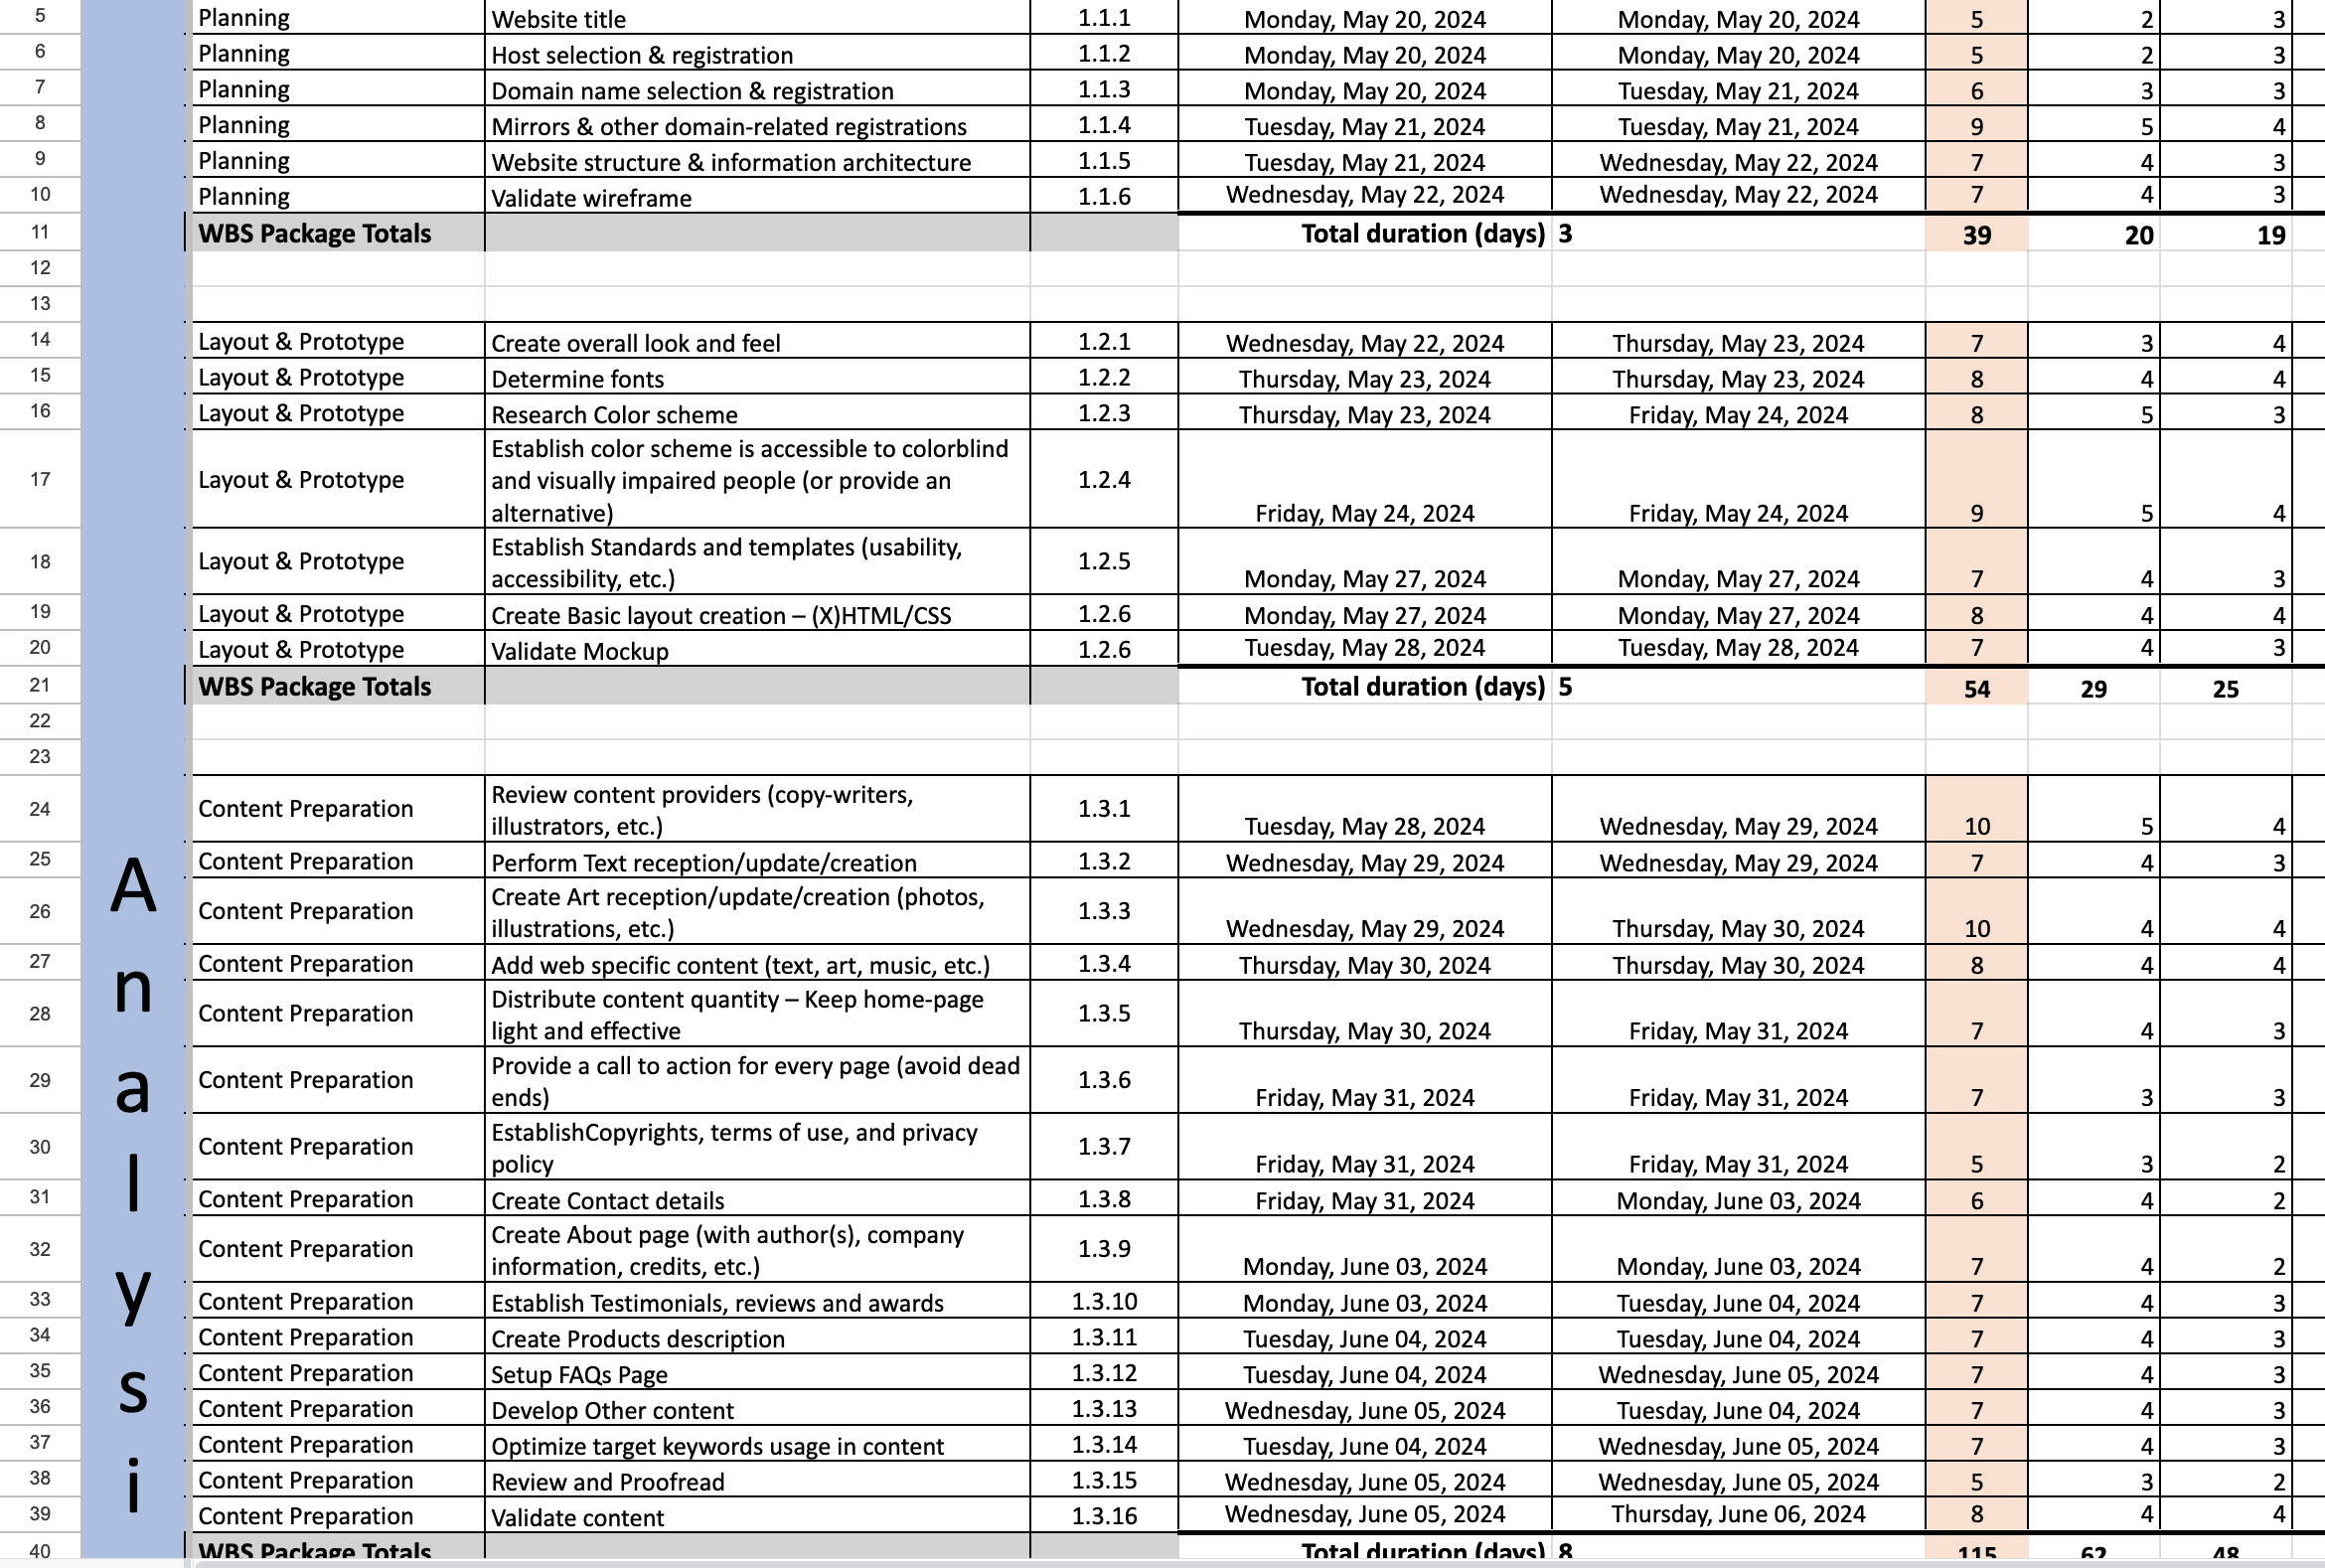 5 Planning Website title 1.1.1 Monday, May 20, 2024 Monday, May 20, 2024 5 2 3
6 Planning Host selection & registration 1.1.2 Monday, May 20, 2024 Monday, May 20, 2024 5 2 3
7 Planning Domain name selection & registration 1.1.3 Monday, May 20, 2024 Tuesday, May 21, 2024 6 3 3
8 Planning Mirrors & other domain-related registrations 1.1.4 Tuesday, May 21, 2024 Tuesday, May 21, 2024 9 5 4
9 Planning Website structure & information architecture 1.1.5 Tuesday, May 21, 2024 Wednesday, May 22, 2024 7 4 3
10 Planning Validate wireframe 1.1.6 Wednesday, May 22, 2024 Wednesday, May 22, 2024 7 4 3
11 WBS Package Totals Total duration (days) 3 39 20 19
12
13
14 Layout & Prototype Create overall look and feel 1.2.1 Wednesday, May 22, 2024 Thursday, May 23, 2024 7 3 4
15 Layout & Prototype Determine fonts 1.2.2 Thursday, May 23, 2024 Thursday, May 23, 2024 8 4 4
16 Layout & Prototype Research Color scheme 1.2.3 Thursday, May 23, 2024 Friday, May 24, 2024 8 5 3
Establish color scheme is accessible to colorblind
17 Layout & Prototype and visually impaired people (or provide an 1.2.4
alternative) Friday, May 24, 2024 Friday, May 24, 2024 9 5 4
Establish Standards and templates (usability,
18 Layout & Prototype 1.2.5
accessibility, etc.) Monday, May 27, 2024 Monday, May 27, 2024 7 4 3
19 Layout & Prototype Create Basic layout creation – (X)HTML/CSS 1.2.6 Monday, May 27, 2024 Monday, May 27, 2024 8 4 4
20 Layout & Prototype Validate Mockup 1.2.6 Tuesday, May 28, 2024 Tuesday, May 28, 2024 7 4 3
21 WBS Package Totals Total duration (days) 5 54 29 25
22
23
Review content providers (copy-writers,
24 Content Preparation 1.3.1
illustrators, etc.) Tuesday, May 28, 2024 Wednesday, May 29, 2024 10 5 4
25 Content Preparation Perform Text reception/update/creation 1.3.2 Wednesday, May 29, 2024 Wednesday, May 29, 2024 7 4 3
Create Art reception/update/creation (photos,
26 Content Preparation 1.3.3
illustrations, etc.) Wednesday, May 29, 2024 Thursday, May 30, 2024 10 4 4
27 Content Preparation Add web specific content (text, art, music, etc.) 1.3.4 Thursday, May 30, 2024 Thursday, May 30, 2024 8 4 4
Distribute content quantity – Keep home-page
28 Content Preparation 1.3.5
light and effective Thursday, May 30, 2024 Friday, May 31, 2024 7 4 3
Provide a call to action for every page (avoid dead
29 Content Preparation 1.3.6
ends) Friday, May 31, 2024 Friday, May 31, 2024 7 3 3
EstablishCopyrights, terms of use, and privacy
30 Content Preparation 1.3.7
policy Friday, May 31, 2024 Friday, May 31, 2024 5 3 2
31 Content Preparation Create Contact details 1.3.8 Friday, May 31, 2024 Monday, June 03, 2024 6 4 2
Create About page (with author(s), company
32 Content Preparation 1.3.9
information, credits, etc.) Monday, June 03, 2024 Monday, June 03, 2024 7 4 2
33 Content Preparation Establish Testimonials, reviews and awards 1.3.10 Monday, June 03, 2024 Tuesday, June 04, 2024 7 4 3
34 Content Preparation Create Products description 1.3.11 Tuesday, June 04, 2024 Tuesday, June 04, 2024 7 4 3
35 Content Preparation Setup FAQs Page 1.3.12 Tuesday, June 04, 2024 Wednesday, June 05, 2024 7 4 3
36 Content Preparation Develop Other content 1.3.13 Wednesday, June 05, 2024 Tuesday, June 04, 2024 7 4 3
37 Content Preparation Optimize target keywords usage in content 1.3.14 Tuesday, June 04, 2024 Wednesday, June 05, 2024 7 4 3
38 Content Preparation Review and Proofread 1.3.15 Wednesday, June 05, 2024 Wednesday, June 05, 2024 5 3 2
39 Content Preparation Validate content 1.3.16 Wednesday, June 05, 2024 Thursday, June 06, 2024 8 4 4
40 WBS Package Totals Total duration (days) 8 115 62 48
A
n
a
l
y
s
i